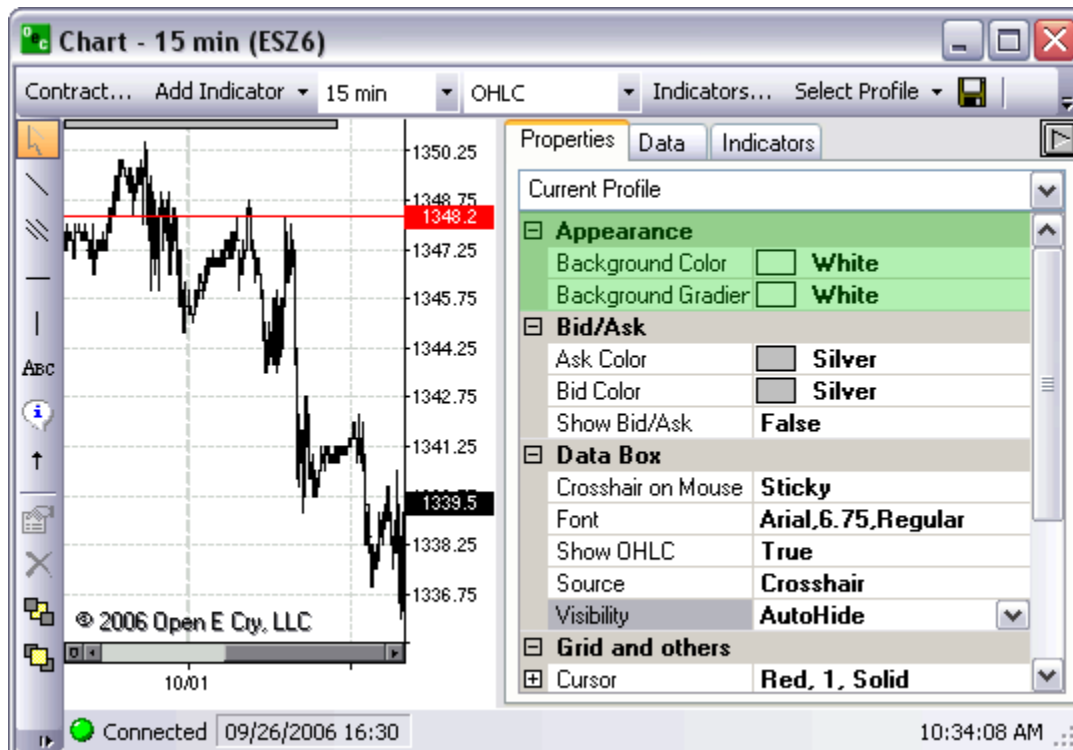 Oec Chart - 15 min (ESZ6)
Contract... Add Indicator 15 min OHLC Indicators... Select Profile
ABC
1350.25
1348.75
1348.2
1347.25
1345.75
1344.25
1342.75
1341.25
1339.5
1338.25
1336.75
© 2006 Open E Cry, LLC
10/01
Properties Data Indicators
Current Profile
Appearance
Background Color White
Background Gradier White
Bid/Ask
Ask Color Silver
Bid Color Silver
Show Bid/Ask False
Data Box
Crosshair on Mouse Sticky
Font Arial,6.75,Regular
Show OHLC True
Source Crosshair
Visibility AutoHide
Grid and others
Cursor Red, 1, Solid
Connected 09/26/2006 16:30 10:34:08 AM